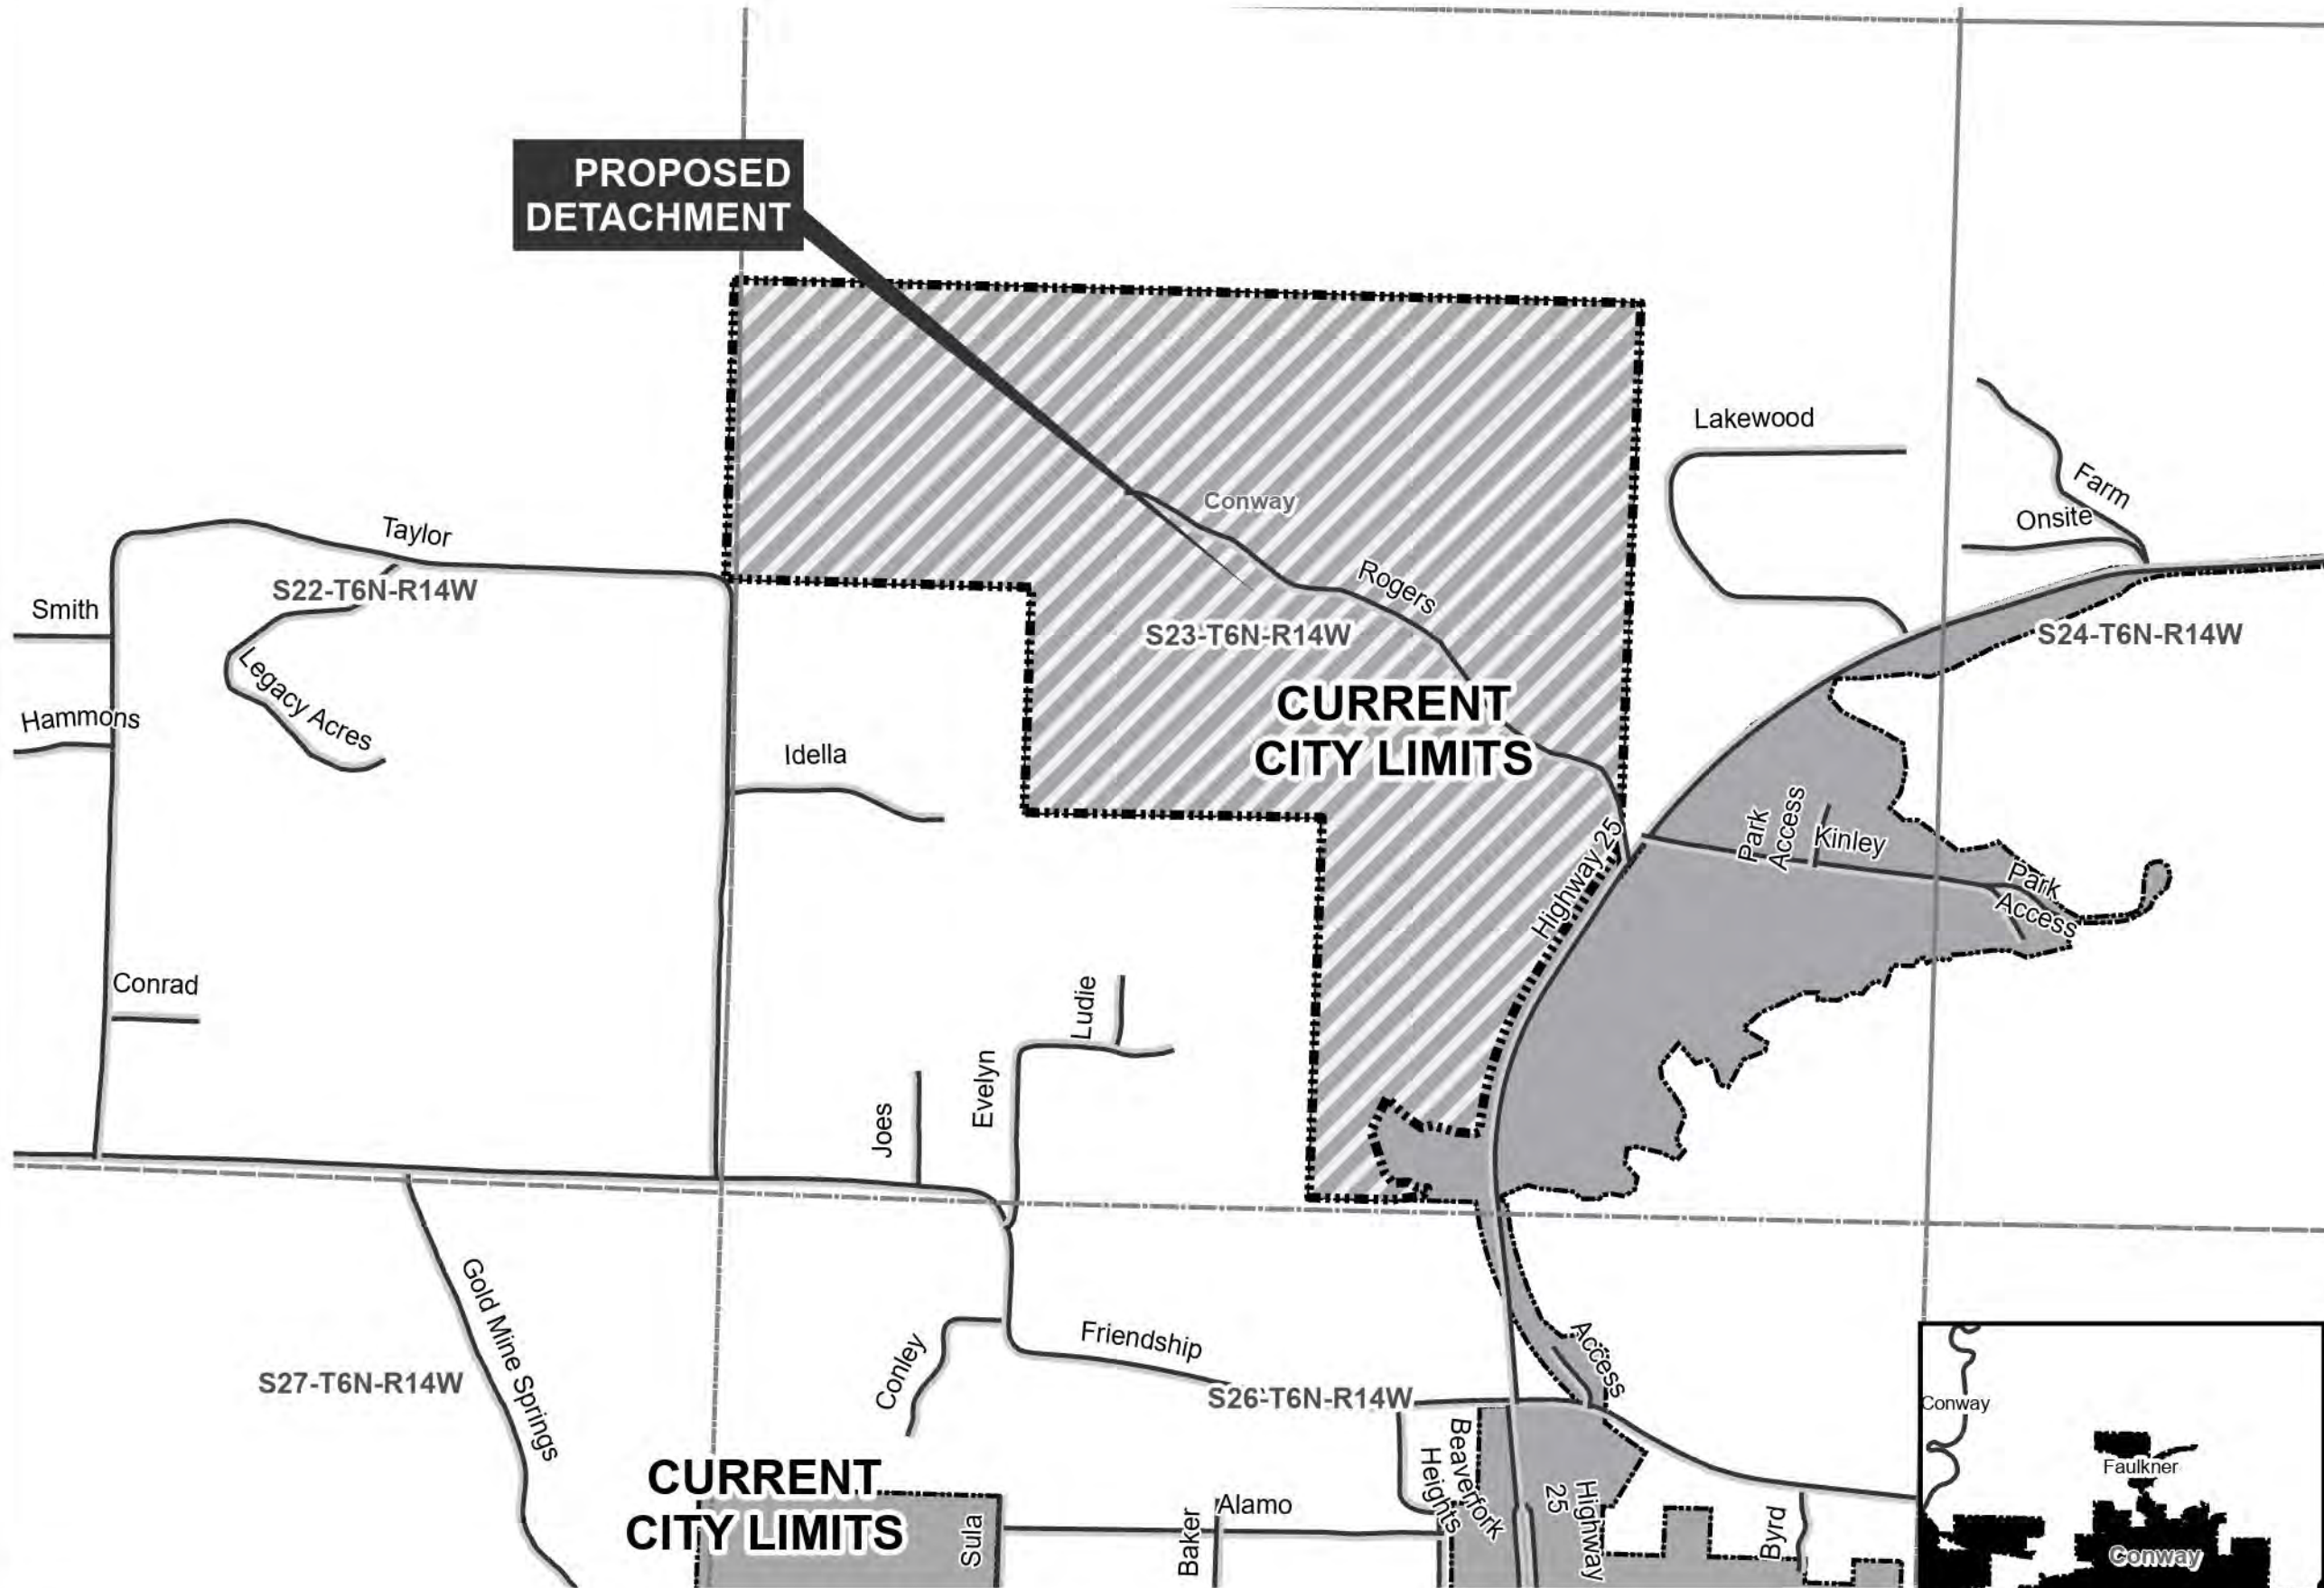 PROPOSED
DETACHMENT
Lakewood
Farm
Conway
Onsite
Taylor
Rogers
S22-T6N-R14W
Smith
S23-T6N-R14W
S24-T6N-R14W
Legacy Acres
Hammons
CURRENT
CITY LIMITS
Idella
Park
Access
Kinley
Highway 25
Park
Access
Conrad
Ludie
Evelyn
Joes
Gold Mine Springs
Friendship
Conley
Access
S27-T6N-R14W
S26-T6N-R14W
Conway
Beaverfork
Heights
Faulkner
CURRENT
CITY LIMITS
Highway
25
Alamo
Sula
Baker
Byrd
Conway